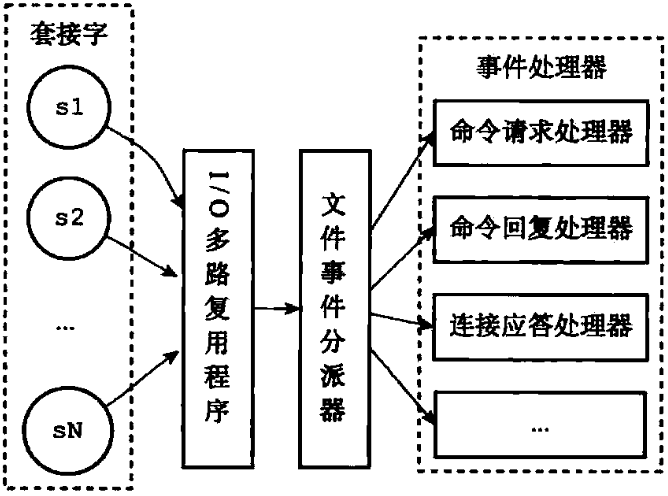 套接字
s1
s2
...
sN
I/O多路复用程序
文件事件分派器
事件处理器
命令请求处理器
命令回复处理器
连接应答处理器
...